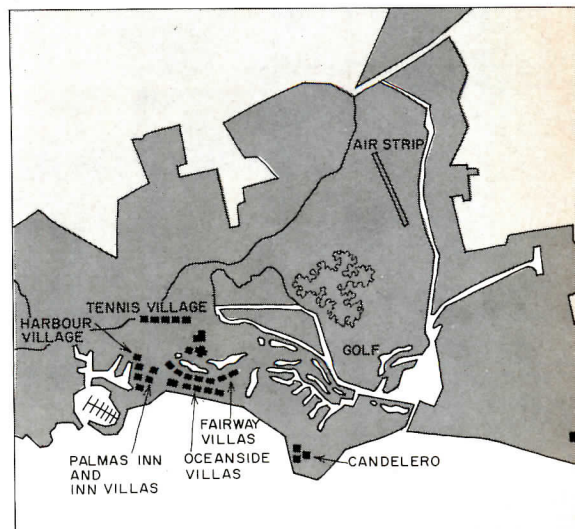 AIR STRIP
TENNIS VILLAGE
HARBOUR
VILLAGE
GOLF
FAIRWAY
VILLAS
PALMAS INN
AND
INN VILLAS
OCEANSIDE
VILLAS
CANDELERO